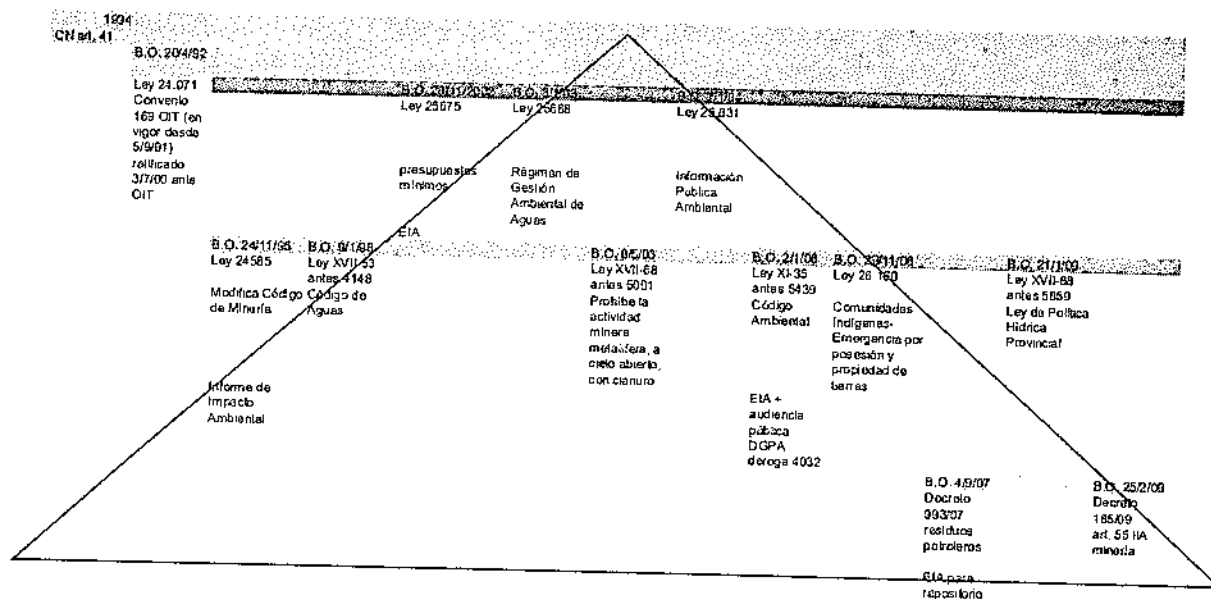 1994
CN art. 41
B.O. 20/4/92
Ley 24.071
Convenio
169 OIT (en
vigor desde
5/9/91)
ratificado
3/7/00 ante
OIT
Ley 25675
presupuestos
mínimos
EIA
Ley 25688
Régimen de
Gestión
Ambiental de
Aguas
Ley 25.831
Información
Publica
Ambiental
B.O. 24/11/95
Ley 24585
Modifica Código
de Minería
Informe de
Impacto
Ambiental
B.O. 9/1/96
Ley XVII-53
antes 4148
Código de
Aguas
B.O. 8/5/03
Ley XVII-68
antes 5001
Prohibe la
actividad
minera
metalífera, a
cielo abierto,
con cianuro
B.O. 2/1/06
Ley XI-35
antes 5439
Código
Ambiental
EIA +
audiencia
pública
DGPA
deroga 4032
B.O.
Ley 26 160
Comunidades
Indígenas-
Emergencia por
posesión y
propiedad de
tierras
B.O. 21/1/09
Ley XVII-88
antes 5850
Ley de Política
Hídrica
Provincial
B.O. 4/9/07
Decreto
993/07
residuos
petroleros
EIA para
repositorio
B.O. 25/2/09
Decreto
185/09
art. 55 IIA
minería